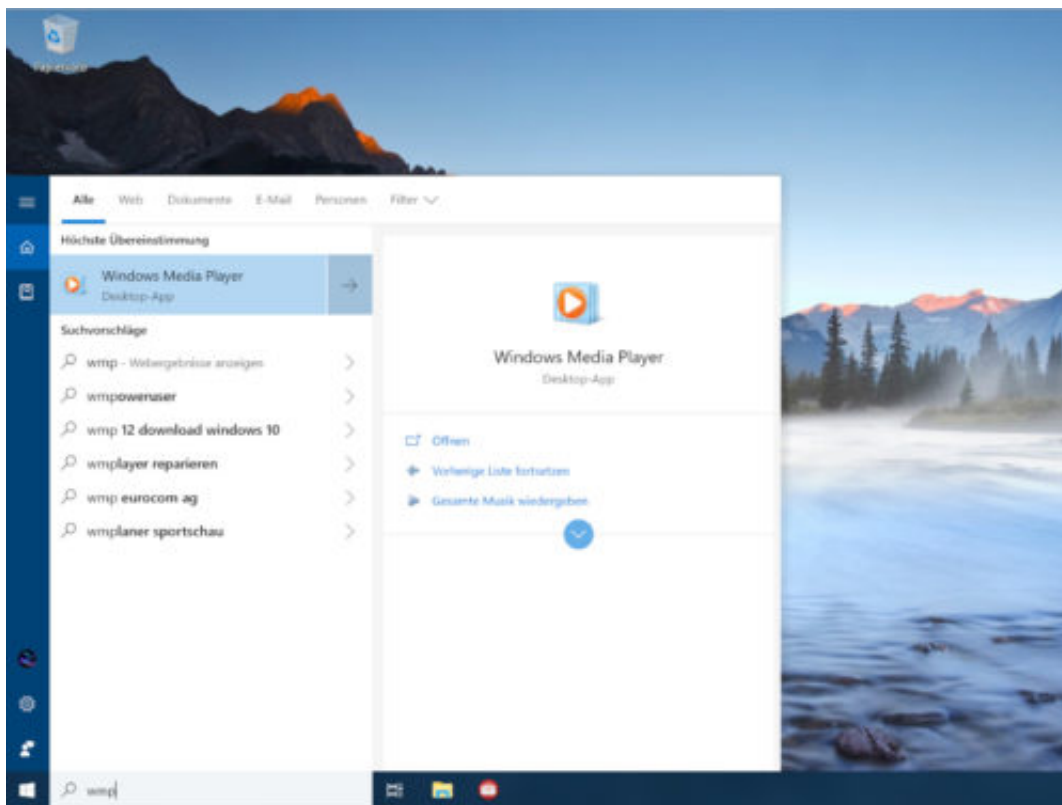 Papierkorb
Alle Web Dokumente E-Mail Personen Filter
Höchste Übereinstimmung
Windows Media Player
Desktop-App
Suchvorschläge
wmp - Webergebnisse anzeigen
wmpoweruser
wmp 12 download windows 10
wmplayer reparieren
wmp eurocom ag
wmplaner sportschau
Windows Media Player
Desktop-App
Öffnen
Vorherige Liste fortsetzen
Gesamte Musik wiedergeben
wmp